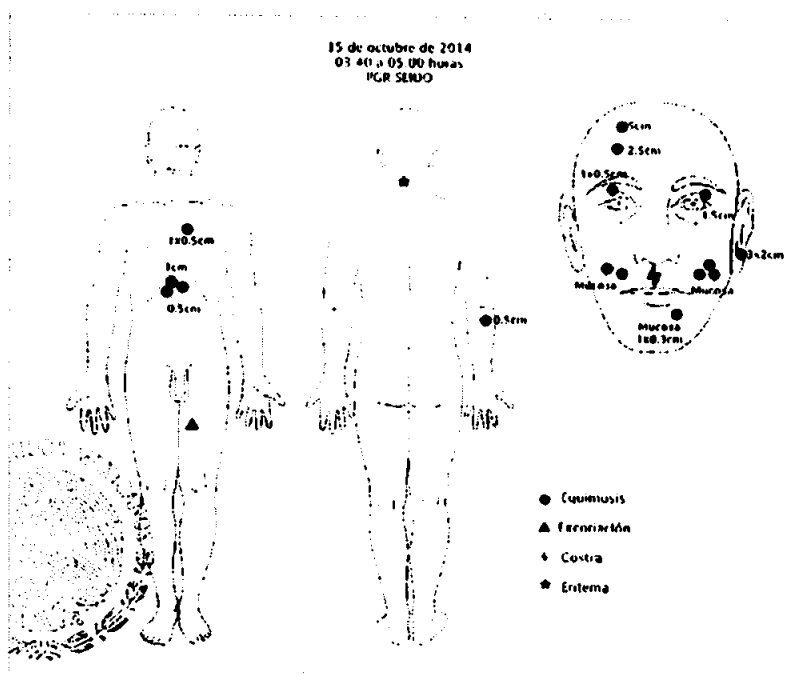 15 de octubre de 2014
03:40 a 05:00 horas
PGR SEIDO
5cm
2.5cm
1x0.5cm
1.5cm
3x2cm
Mucosa
Mucosa
Mucosa
1x0.3cm
1x0.5cm
1cm
0.5cm
0.5cm
Equimosis
Excoriación
Costra
Eritema